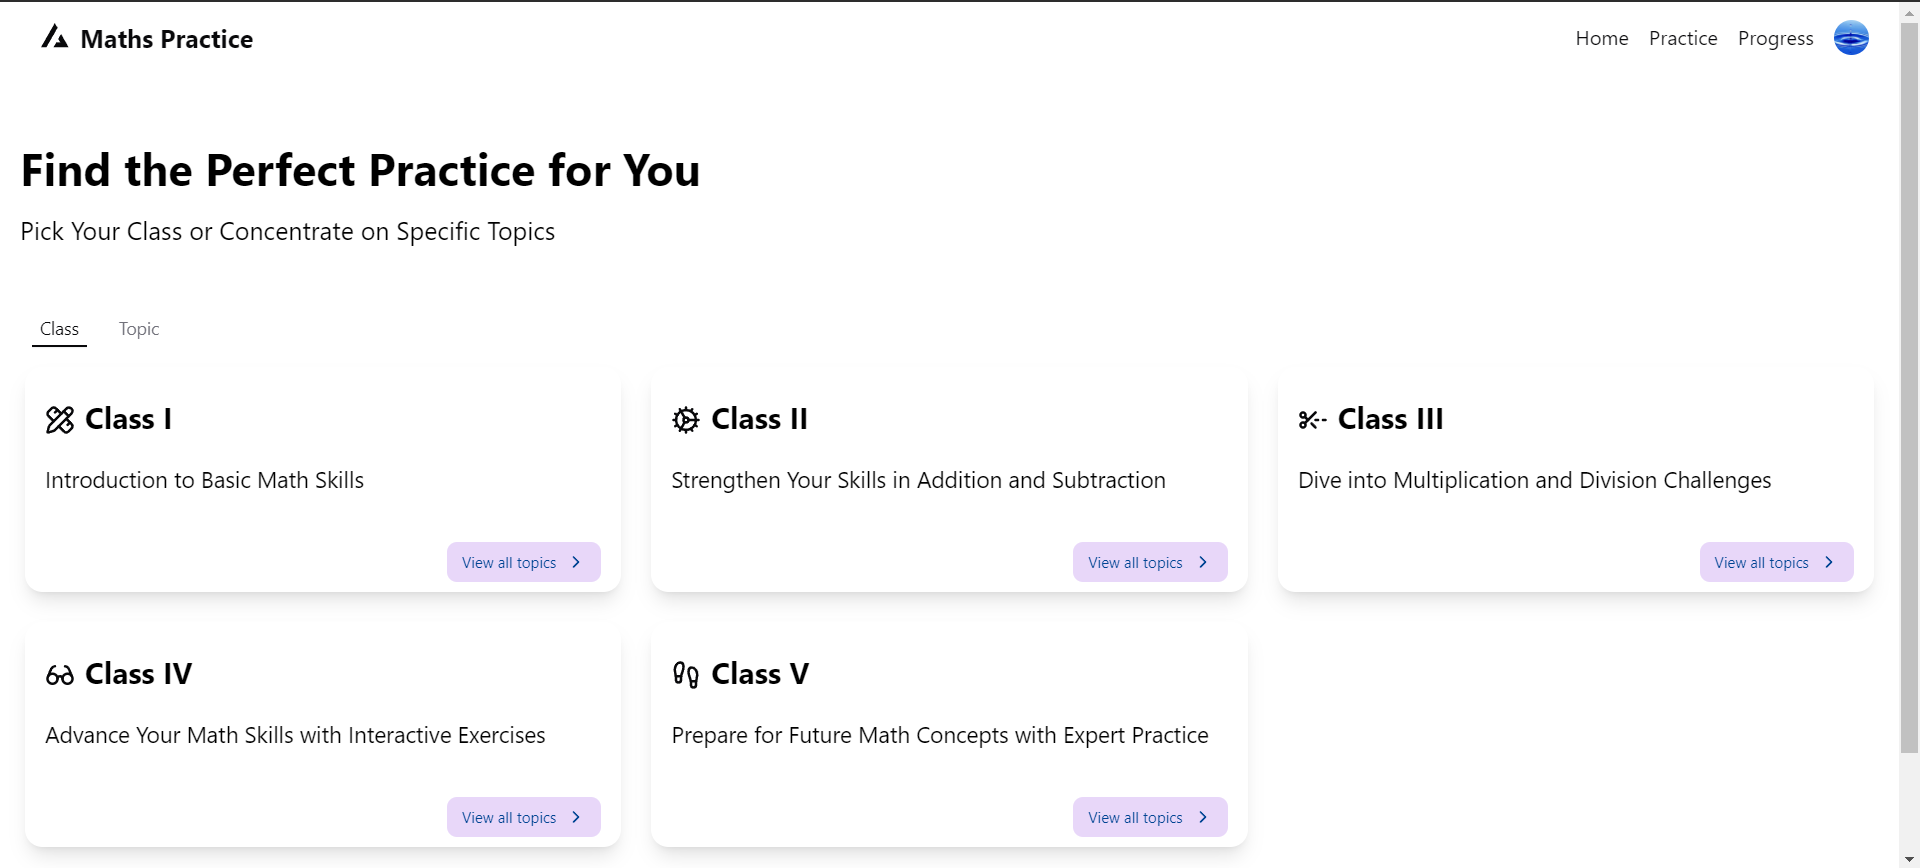 Maths Practice
Home Practice Progress
Find the Perfect Practice for You
Pick Your Class or Concentrate on Specific Topics
Class Topic
Class I
Introduction to Basic Math Skills
View all topics
Class II
Strengthen Your Skills in Addition and Subtraction
View all topics
Class III
Dive into Multiplication and Division Challenges
View all topics
Class IV
Advance Your Math Skills with Interactive Exercises
View all topics
Class V
Prepare for Future Math Concepts with Expert Practice
View all topics